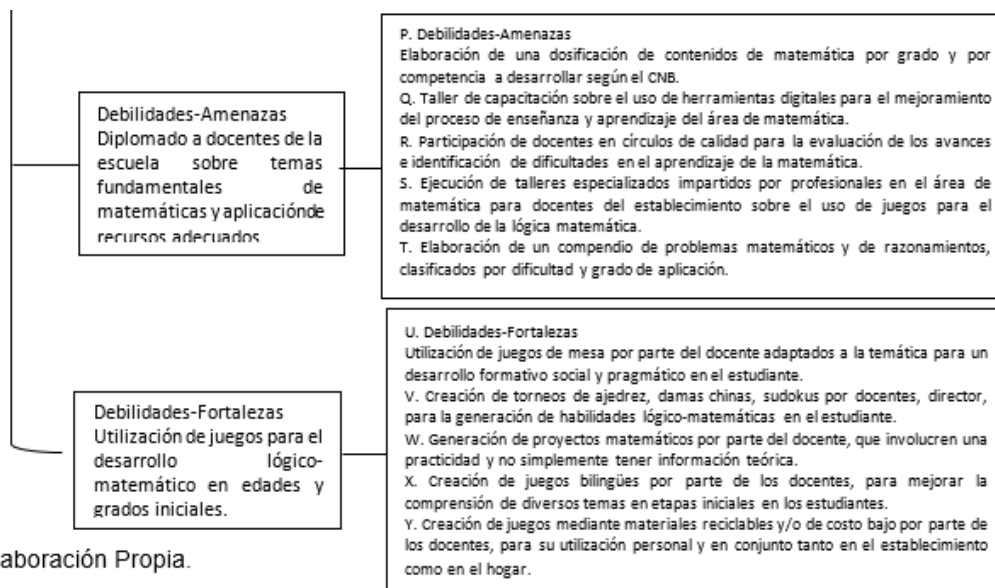 Debilidades-Amenazas
Diplomado a docentes de la
escuela sobre temas
fundamentales de
matemáticas y aplicación de
recursos adecuados
P. Debilidades-Amenazas
Elaboración de una dosificación de contenidos de matemática por grado y por
competencia a desarrollar según el CNB.
Q. Taller de capacitación sobre el uso de herramientas digitales para el mejoramiento
del proceso de enseñanza y aprendizaje del área de matemática.
R. Participación de docentes en círculos de calidad para la evaluación de los avances
e identificación de dificultades en el aprendizaje de la matemática.
S. Ejecución de talleres especializados impartidos por profesionales en el área de
matemática para docentes del establecimiento sobre el uso de juegos para el
desarrollo de la lógica matemática.
T. Elaboración de un compendio de problemas matemáticos y de razonamientos,
clasificados por dificultad y grado de aplicación.
Debilidades-Fortalezas
Utilización de juegos para el
desarrollo lógico-
matemático en edades y
grados iniciales.
U. Debilidades-Fortalezas
Utilización de juegos de mesa por parte del docente adaptados a la temática para un
desarrollo formativo social y pragmático en el estudiante.
V. Creación de torneos de ajedrez, damas chinas, sudokus por docentes, director,
para la generación de habilidades lógico-matemáticas en el estudiante.
W. Generación de proyectos matemáticos por parte del docente, que involucren una
practicidad y no simplemente tener información teórica.
X. Creación de juegos bilingües por parte de los docentes, para mejorar la
comprensión de diversos temas en etapas iniciales en los estudiantes.
Y. Creación de juegos mediante materiales reciclables y/o de costo bajo por parte de
los docentes, para su utilización personal y en conjunto tanto en el establecimiento
como en el hogar.
aboración Propia.